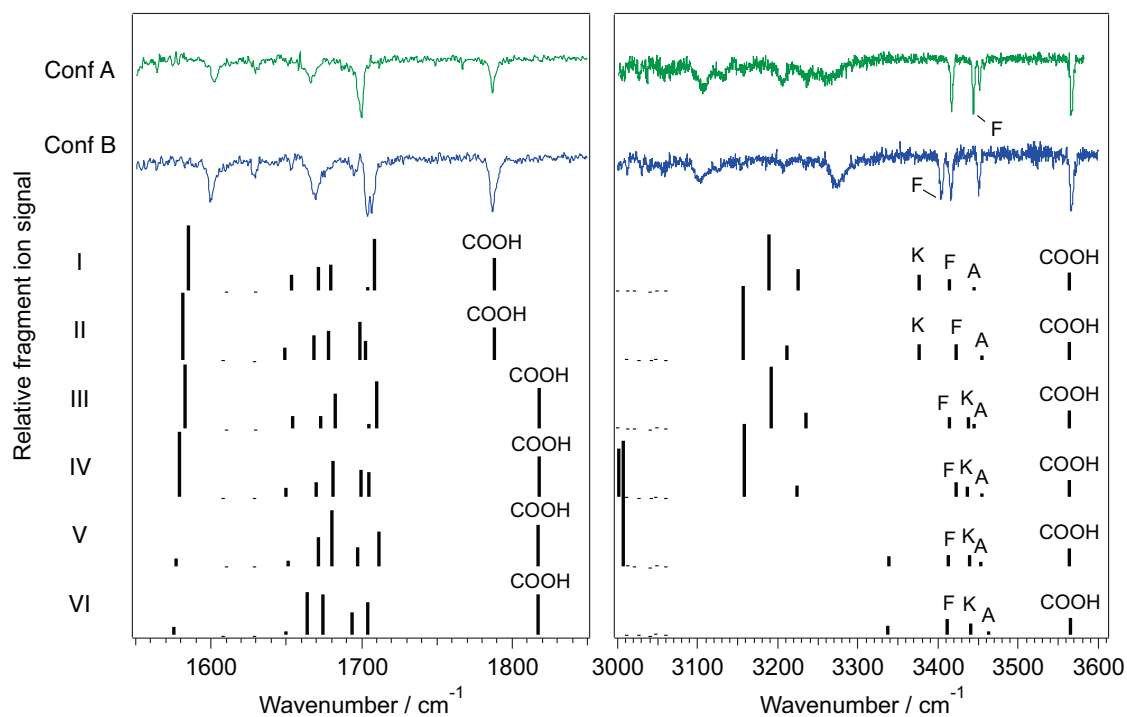 Relative fragment ion signal
Conf A
F
Conf B
F
I
COOH
K
F
A
COOH
II
COOH
K
F
A
COOH
III
COOH
F
K
A
COOH
IV
COOH
F
K
A
COOH
V
COOH
F
K
A
COOH
VI
COOH
F
K
A
COOH
1600 1700 1800
3000 3100 3200 3300 3400 3500 3600
Wavenumber / cm⁻¹
Wavenumber / cm⁻¹